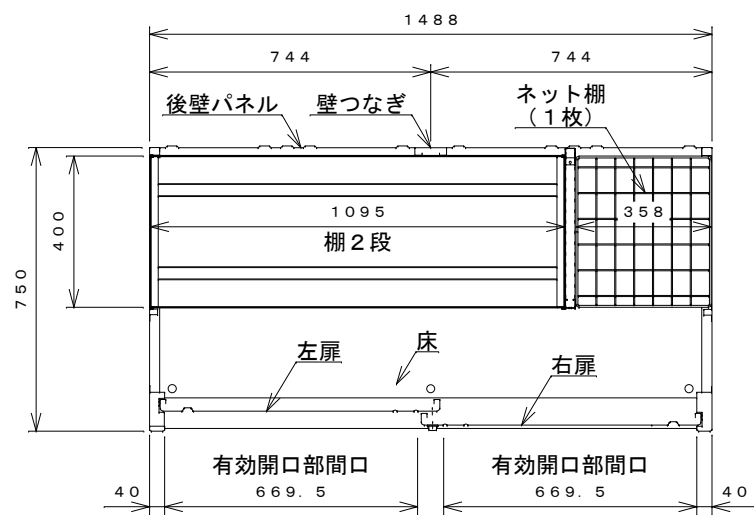 1488
744
744
後壁パネル
壁つなぎ
ネット棚
(1枚)
1095
358
棚2段
400
750
左扉
床
右扉
有効開口部間口
有効開口部間口
40
669.5
669.5
40